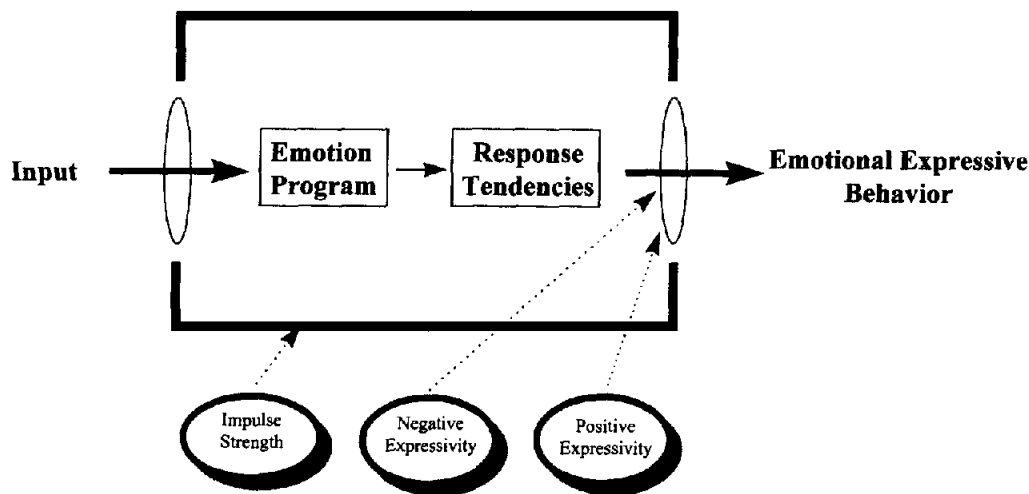 Input
Emotion
Program
Response
Tendencies
Emotional Expressive
Behavior
Impulse
Strength
Negative
Expressivity
Positive
Expressivity